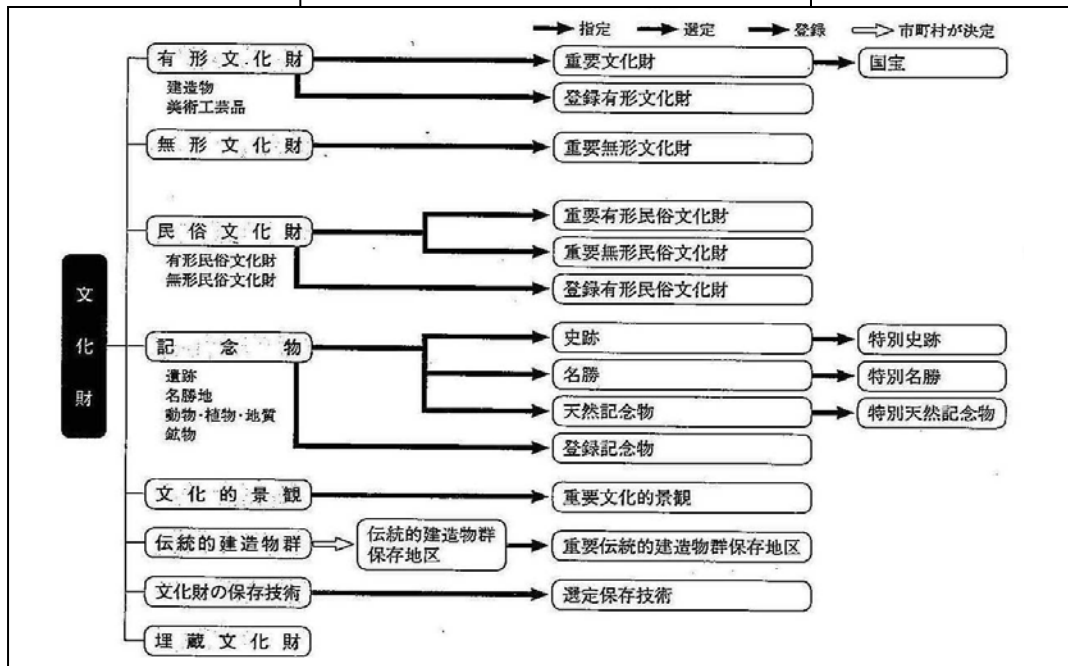 指定 選定 登録 市町村が決定
有形文化財
建造物
美術工芸品
重要文化財
国宝
登録有形文化財
無形文化財
重要無形文化財
民俗文化財
有形民俗文化財
無形民俗文化財
重要有形民俗文化財
重要無形民俗文化財
登録有形民俗文化財
文化財
記念物
遺跡
名勝地
動物・植物・地質
鉱物
史跡
特別史跡
名勝
特別名勝
天然記念物
特別天然記念物
登録記念物
文化的景観
重要文化的景観
伝統的建造物群
伝統的建造物群
保存地区
重要伝統的建造物群保存地区
文化財の保存技術
選定保存技術
埋蔵文化財